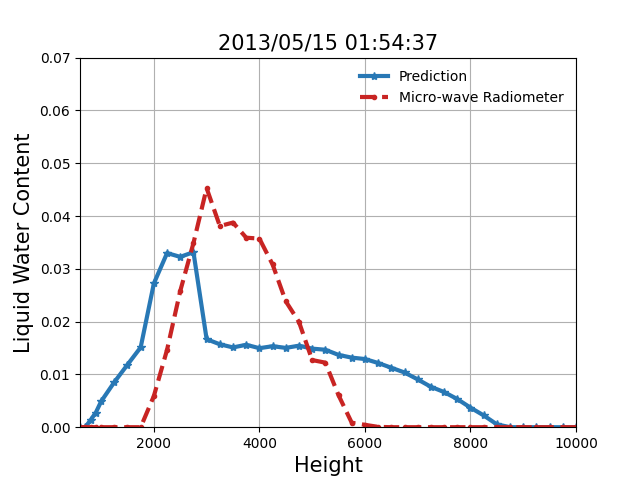 2013/05/15 01:54:37
Prediction
Micro-wave Radiometer
Liquid Water Content
0.07
0.06
0.05
0.04
0.03
0.02
0.01
0.00
2000 4000 6000 8000 10000
Height